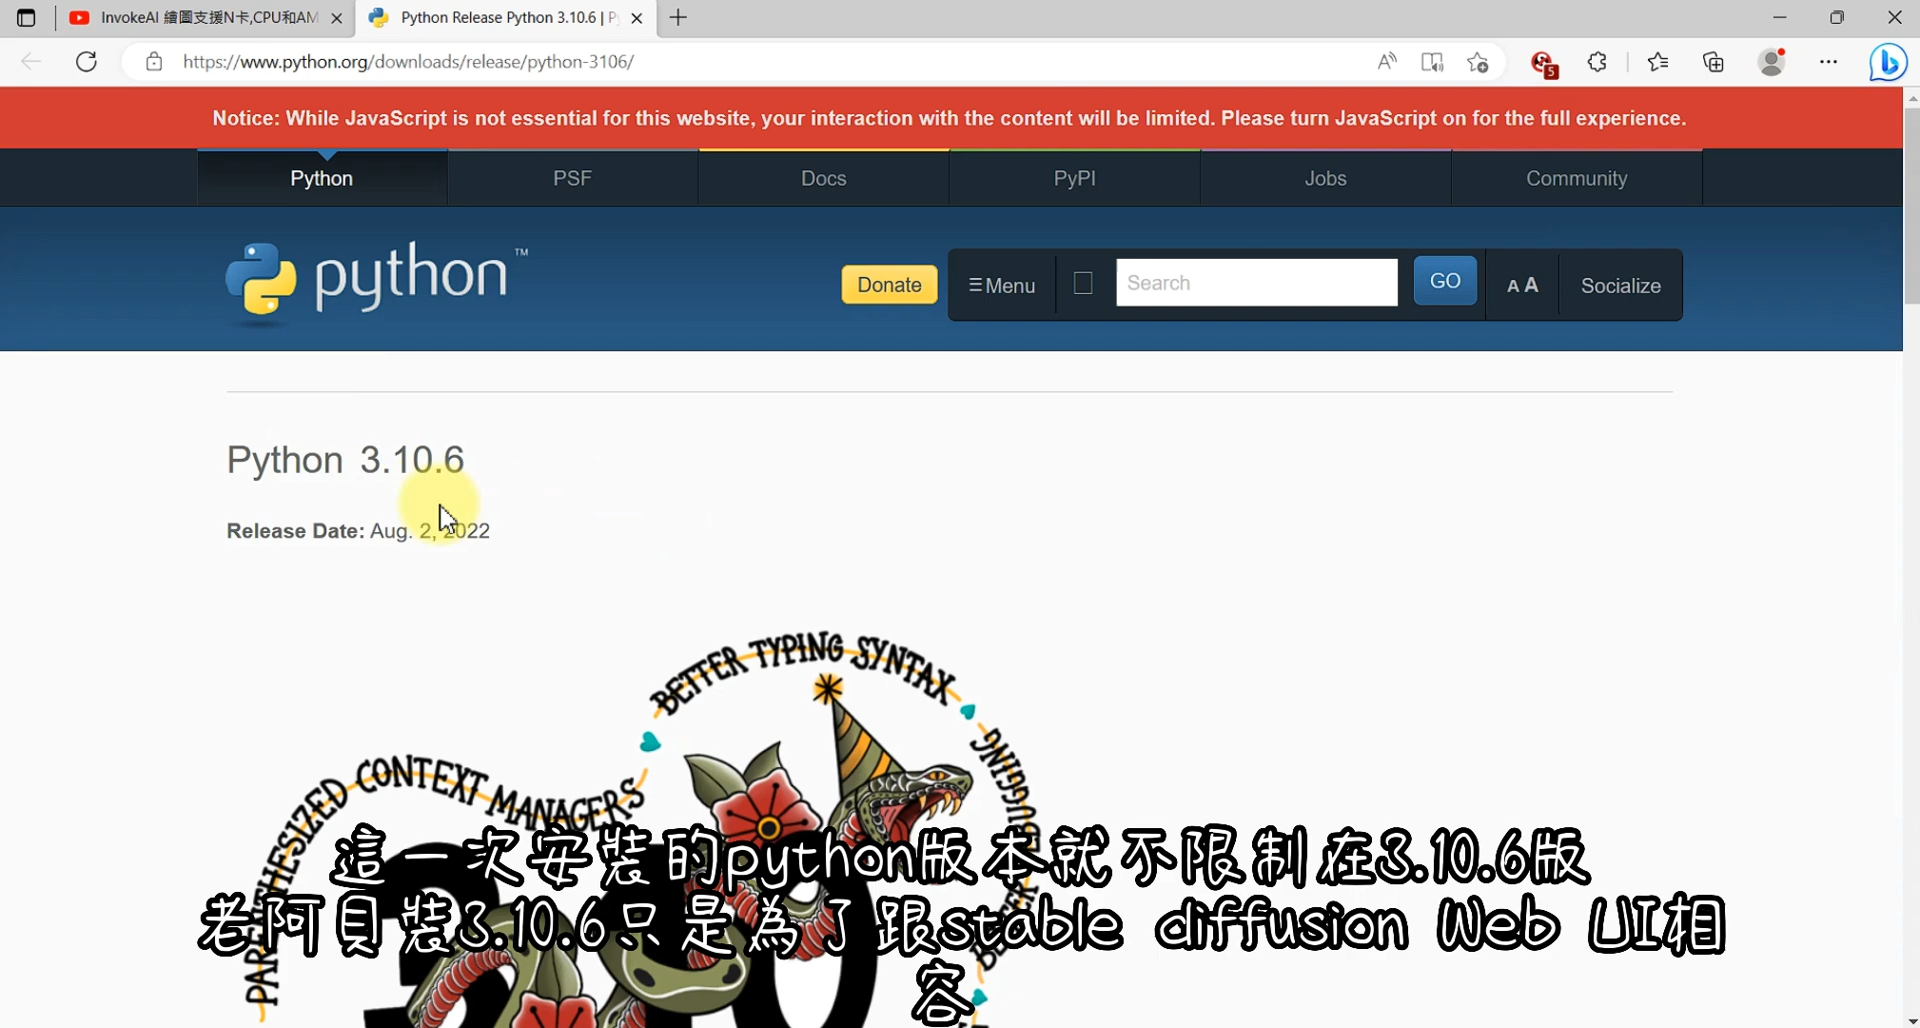 InvokeAI 繪圖支援N卡,CPU和AM
Python Release Python 3.10.6 | P
https://www.python.org/downloads/release/python-3106/
5
Notice: While JavaScript is not essential for this website, your interaction with the content will be limited. Please turn JavaScript on for the full experience.
Python
PSF
Docs
PyPI
Jobs
Community
python™
Donate
☰Menu
Search
GO
A A
Socialize
Python 3.10.6
Release Date: Aug. 2, 2022
BETTER TYPING SYNTAX
PARENTHESIZED CONTEXT MANAGERS
這一次安裝的python版本就不限制在3.10.6版
老阿貝裝3.10.6只是為了跟stable diffusion Web UI相
容